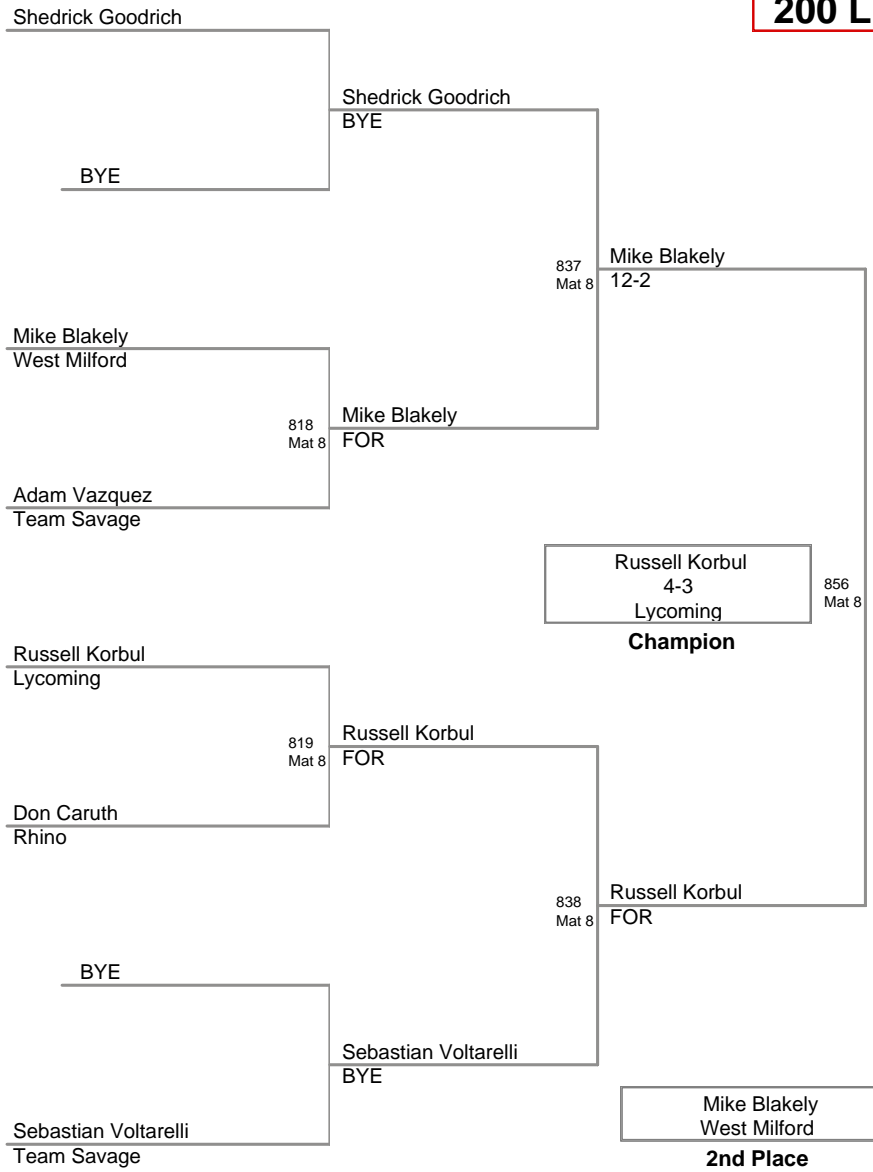 200 L
Shedrick Goodrich
Shedrick Goodrich
BYE
BYE
837
Mat 8
Mike Blakely
12-2
Mike Blakely
West Milford
818
Mat 8
Mike Blakely
FOR
Adam Vazquez
Team Savage
Russell Korbul
4-3
Lycoming
856
Mat 8
Champion
Russell Korbul
Lycoming
819
Mat 8
Russell Korbul
FOR
Don Caruth
Rhino
838
Mat 8
Russell Korbul
FOR
BYE
Sebastian Voltarelli
BYE
Mike Blakely
West Milford
2nd Place
Sebastian Voltarelli
Team Savage